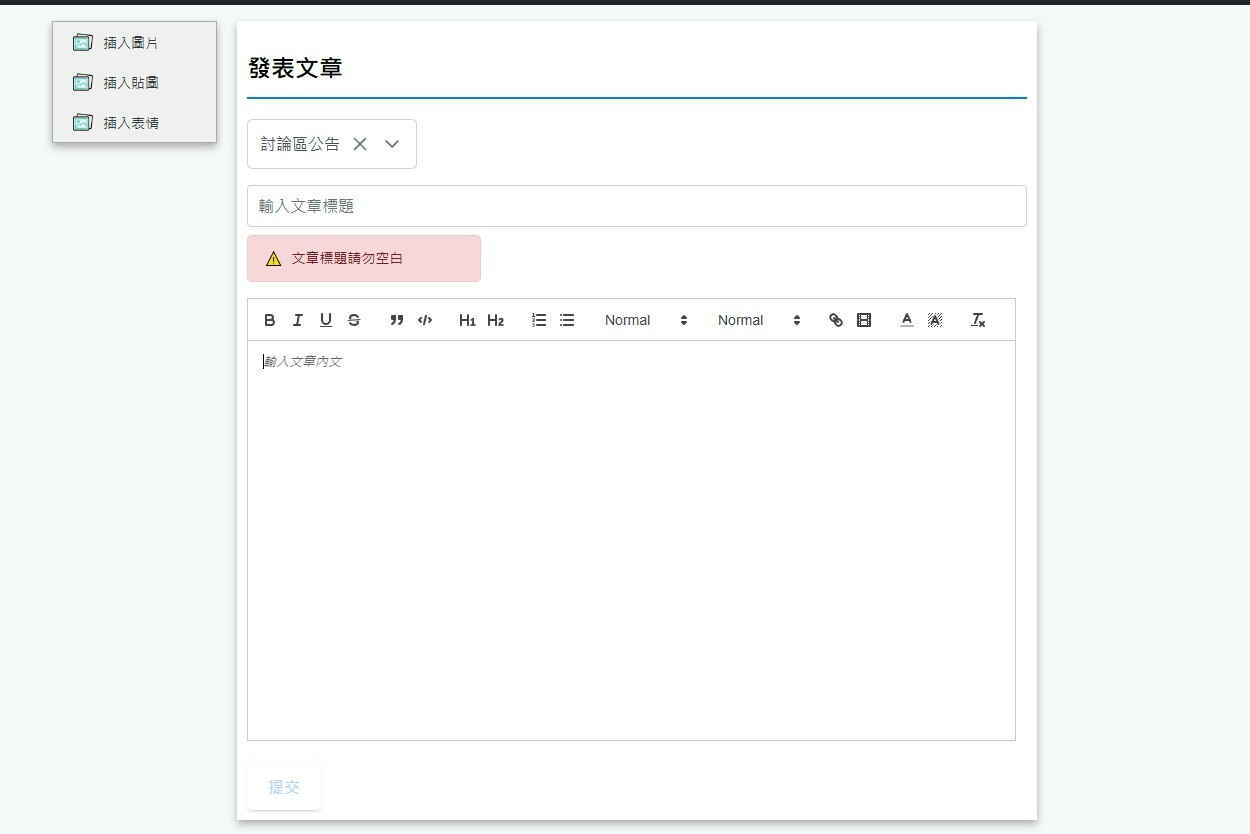 插入圖片
插入貼圖
插入表情
發表文章
討論區公告
輸入文章標題
文章標題請勿空白
B I U S H1 H2 Normal Normal A A Tx
輸入文章內文
提交